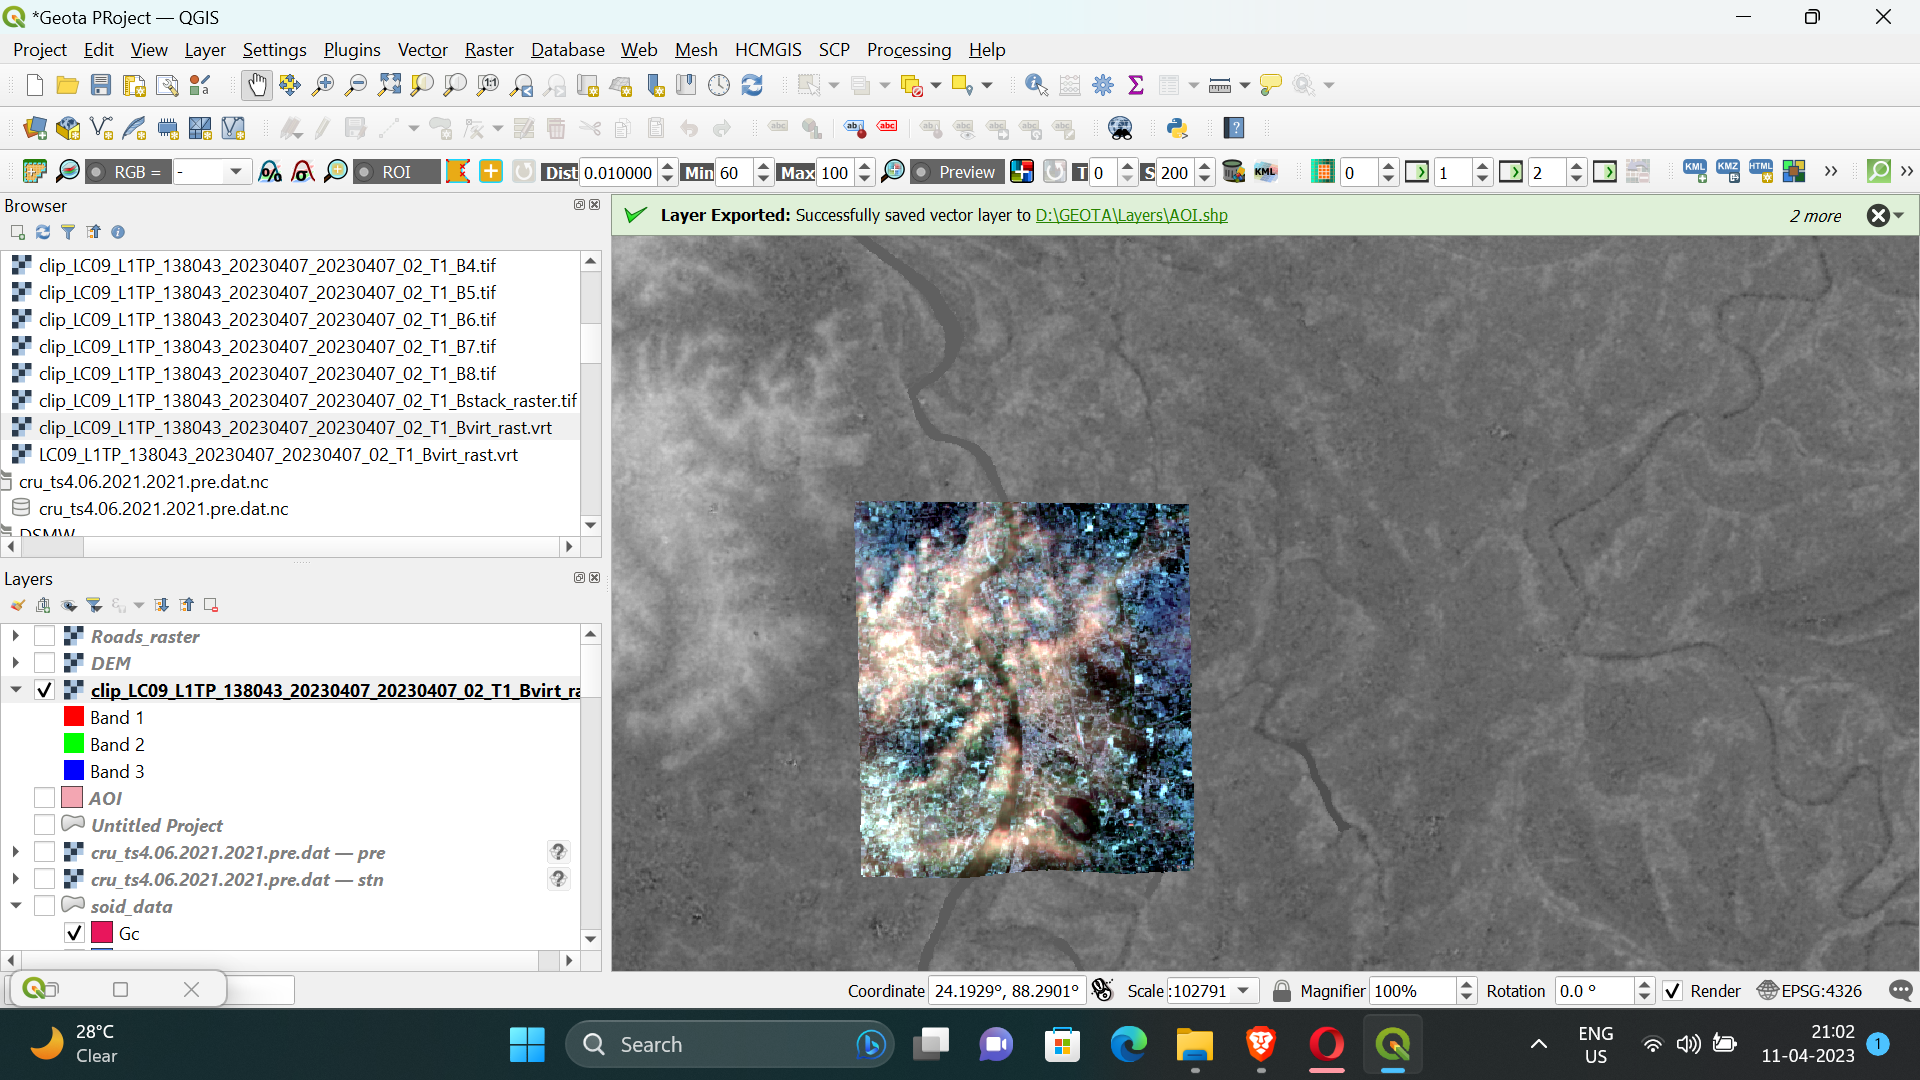 *Geota PRoject — QGIS
Project Edit View Layer Settings Plugins Vector Raster Database Web Mesh HCMGIS SCP Processing Help
RGB = - ROI Dist 0.010000 Min 60 Max 100 Preview T 0 S 200 KML 0 1 2 KML KMZ HTML
Browser
Layer Exported: Successfully saved vector layer to D:\GEOTA\Layers\AOI.shp 2 more
clip_LC09_L1TP_138043_20230407_20230407_02_T1_B4.tif
clip_LC09_L1TP_138043_20230407_20230407_02_T1_B5.tif
clip_LC09_L1TP_138043_20230407_20230407_02_T1_B6.tif
clip_LC09_L1TP_138043_20230407_20230407_02_T1_B7.tif
clip_LC09_L1TP_138043_20230407_20230407_02_T1_B8.tif
clip_LC09_L1TP_138043_20230407_20230407_02_T1_Bstack_raster.tif
clip_LC09_L1TP_138043_20230407_20230407_02_T1_Bvirt_rast.vrt
LC09_L1TP_138043_20230407_20230407_02_T1_Bvirt_rast.vrt
cru_ts4.06.2021.2021.pre.dat.nc
cru_ts4.06.2021.2021.pre.dat.nc
DSMW
Layers
Roads_raster
DEM
clip_LC09_L1TP_138043_20230407_20230407_02_T1_Bvirt_ra
Band 1
Band 2
Band 3
AOI
Untitled Project
cru_ts4.06.2021.2021.pre.dat — pre
cru_ts4.06.2021.2021.pre.dat — stn
soid_data
Gc
Coordinate 24.1929°, 88.2901° Scale :102791 Magnifier 100% Rotation 0.0 ° Render EPSG:4326
28°C
Clear
Search
ENG
US
21:02
11-04-2023
1